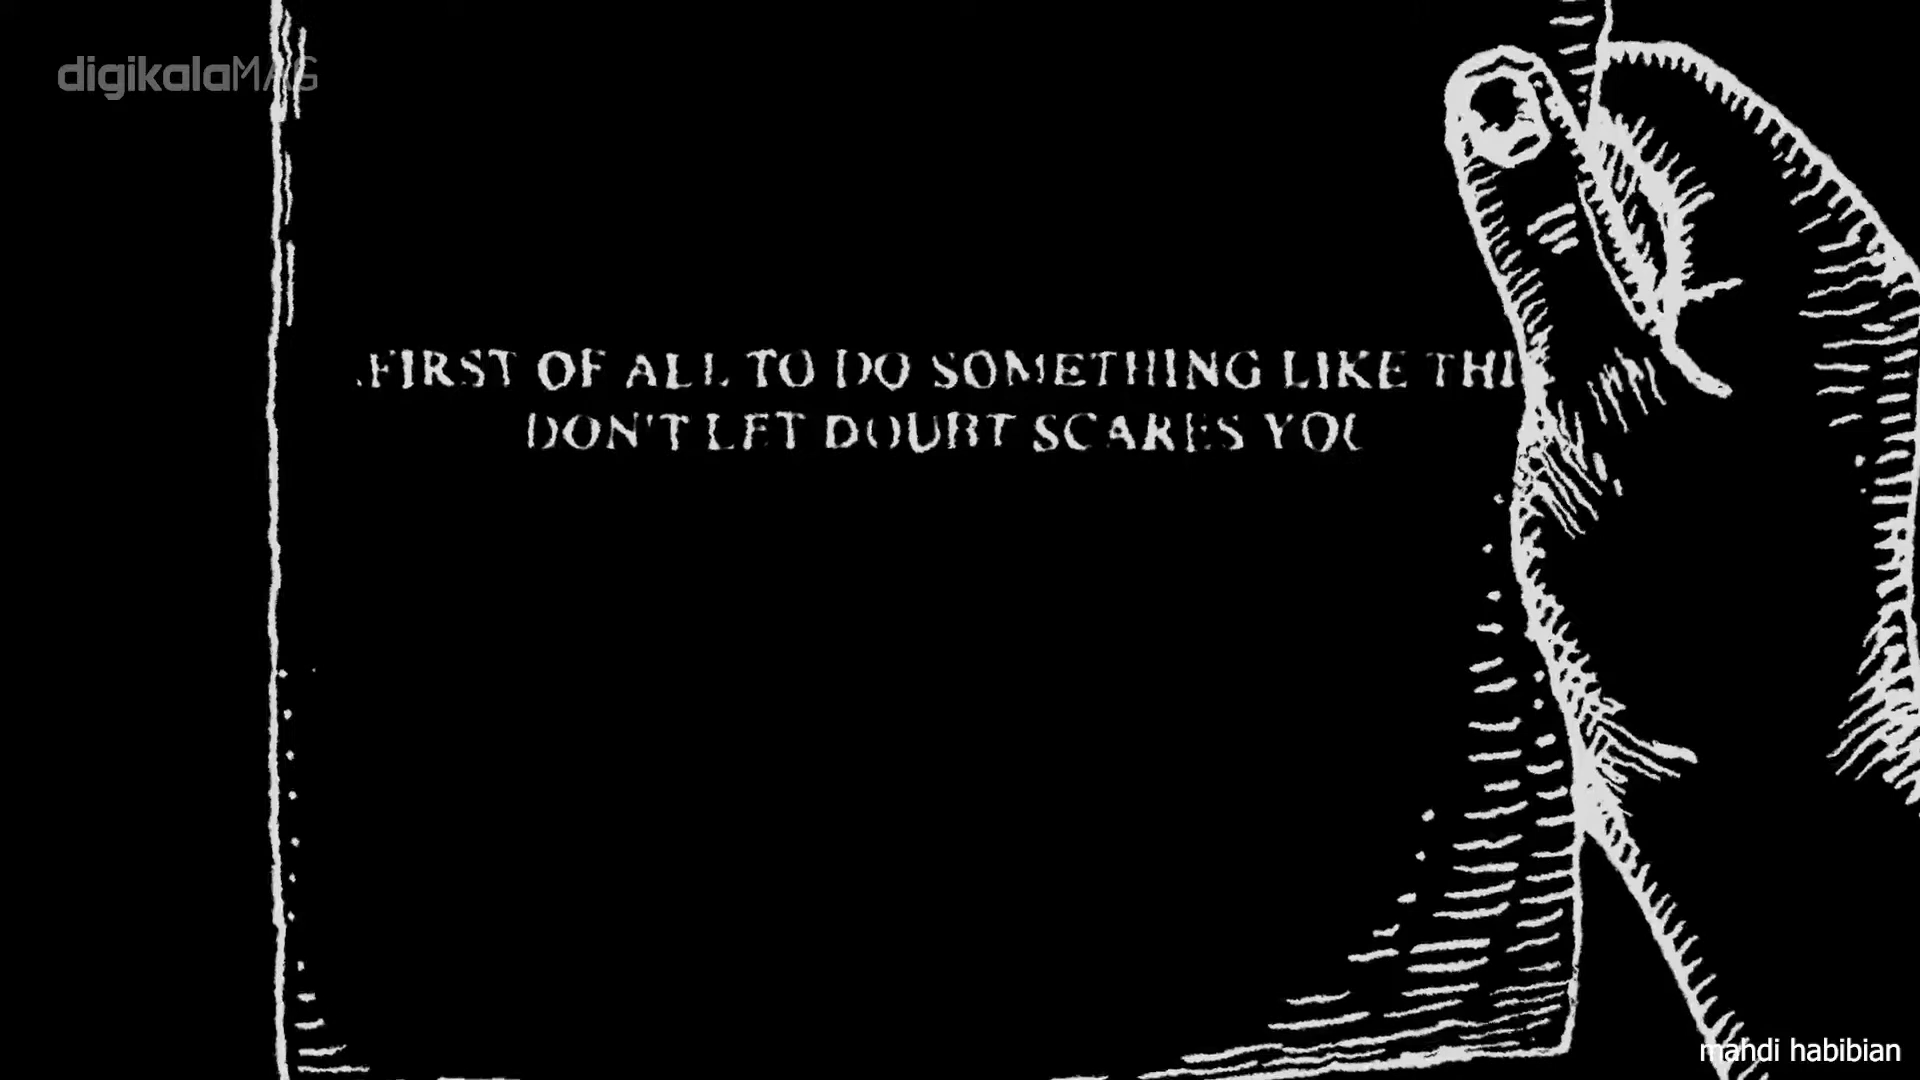 digikalaMAG
.FIRST OF ALL TO DO SOMETHING LIKE THI
DON'T LET DOUBT SCARES YOU
mahdi habibian